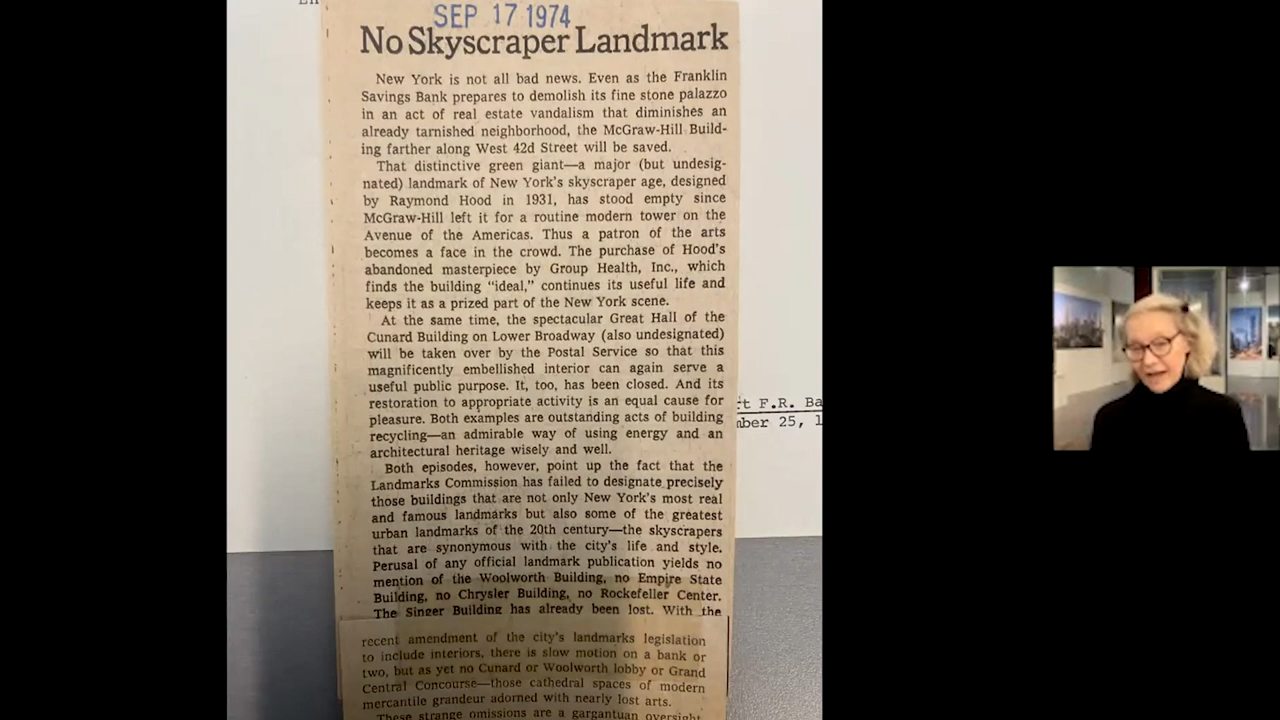 SEP 17 1974
No Skyscraper Landmark
New York is not all bad news. Even as the Franklin
Savings Bank prepares to demolish its fine stone palazzo
in an act of real estate vandalism that diminishes an
already tarnished neighborhood, the McGraw-Hill Build-
ing farther along West 42d Street will be saved.
That distinctive green giant—a major (but undesig-
nated) landmark of New York's skyscraper age, designed
by Raymond Hood in 1931, has stood empty since
McGraw-Hill left it for a routine modern tower on the
Avenue of the Americas. Thus a patron of the arts
becomes a face in the crowd. The purchase of Hood's
abandoned masterpiece by Group Health, Inc., which
finds the building "ideal," continues its useful life and
keeps it as a prized part of the New York scene.
At the same time, the spectacular Great Hall of the
Cunard Building on Lower Broadway (also undesignated)
will be taken over by the Postal Service so that this
magnificently embellished interior can again serve a
useful public purpose. It, too, has been closed. And its
restoration to appropriate activity is an equal cause for
pleasure. Both examples are outstanding acts of building
recycling—an admirable way of using energy and an
architectural heritage wisely and well.
Both episodes, however, point up the fact that the
Landmarks Commission has failed to designate precisely
those buildings that are not only New York's most real
and famous landmarks but also some of the greatest
urban landmarks of the 20th century—the skyscrapers
that are synonymous with the city's life and style.
Perusal of any official landmark publication yields no
mention of the Woolworth Building, no Empire State
Building, no Chrysler Building, no Rockefeller Center.
The Singer Building has already been lost. With the
recent amendment of the city's landmarks legislation
to include interiors, there is slow motion on a bank or
two, but as yet no Cunard or Woolworth lobby or Grand
Central Concourse—those cathedral spaces of modern
mercantile grandeur adorned with nearly lost arts.
These strange omissions are a gargantuan oversight
F.R. Ba
mber 25, 1